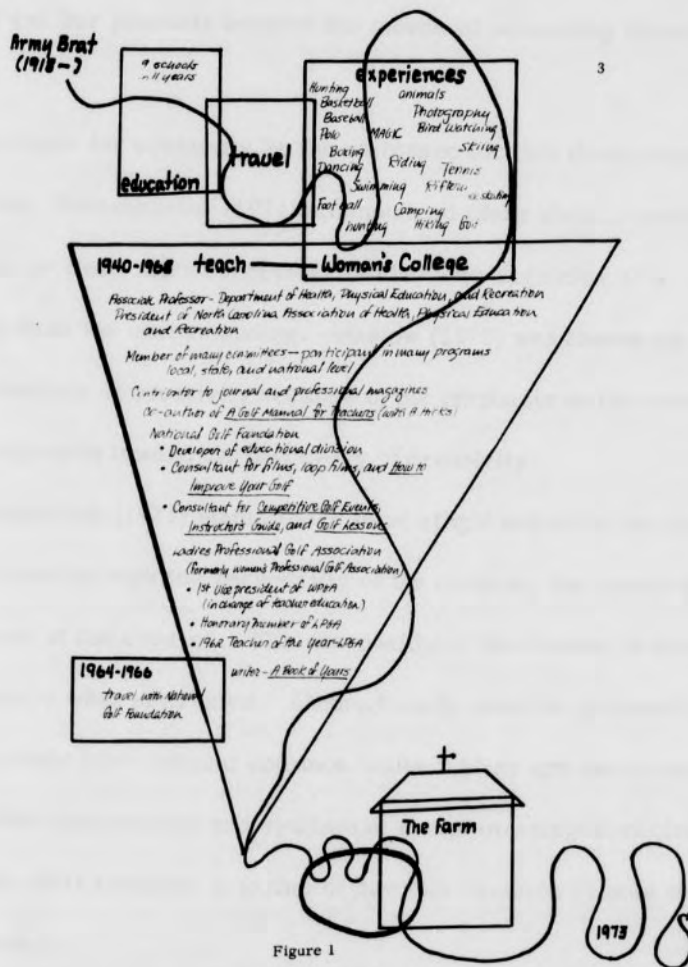 3
Army Brat
(1918-)
9 schools
11 years
education
travel
experiences
Hunting
animals
Basketball
Photography
Baseball
Bird Watching
Polo
MAGIC
Skiing
Boxing
Riding
Tennis
Dancing
Swimming
Riflery
Football
Camping
Hunting
Hiking
Golf
1940-1968 teach — Woman's College
Associate Professor - Department of Health, Physical Education, and Recreation
President of North Carolina Association of Health, Physical Education
and Recreation
Member of many committees — participant in many programs
local, state, and national level
Contributor to journal and professional magazines
co-author of A Golf Manual for Teachers (with A Hicks)
National Golf Foundation
• Developer of educational division
• Consultant for films, loop films, and How to
Improve Your Golf
• Consultant for Competitive Golf Events,
Instructor's Guide, and Golf Lessons
Ladies Professional Golf Association
(formerly Women's Professional Golf Association)
• 1st Vice president of WPGA
(in charge of teacher education)
• Honorary Member of LPGA
• 1962 Teacher of the Year-LPGA
writer - A Book of Yours
1964-1966
travel with National
Golf Foundation
The Farm
1973
Figure 1